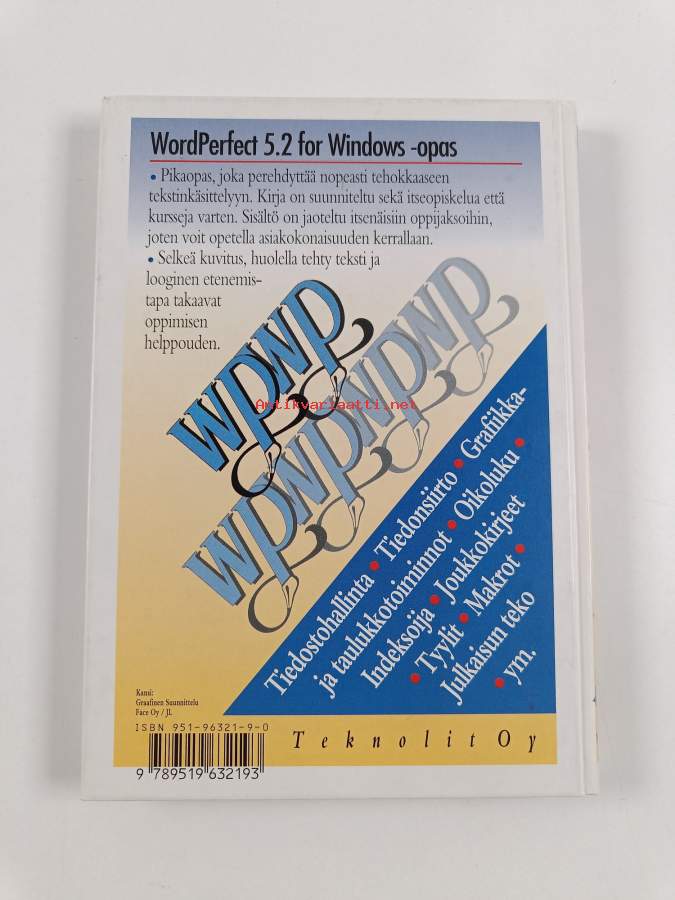 WordPerfect 5.2 for Windows -opas
• Pikaopas, joka perehdyttää nopeasti tehokkaaseen
tekstinkäsittelyyn. Kirja on suunniteltu sekä itseopiskelua että
kursseja varten. Sisältö on jaoteltu itsenäisiin oppijaksoihin,
joten voit opetella asiakokonaisuuden kerrallaan.
• Selkeä kuvitus, huolella tehty teksti ja
looginen etenemis-
tapa takaavat
oppimisen
helppouden.
WPWP
WPWPWPWP
Antikvariaatti.net
Tiedostohallinta • Tiedonsiirto • Grafiikka-
ja taulukkotoiminnot • Oikoluku •
Indeksoija • Joukkokirjeet
• Tyylit • Makrot •
Julkaisun teko
• ym.
Kansi:
Graafinen Suunnittelu
Face Oy / JL
ISBN 951-96321-9-0
9 789519 632193
Teknolit Oy